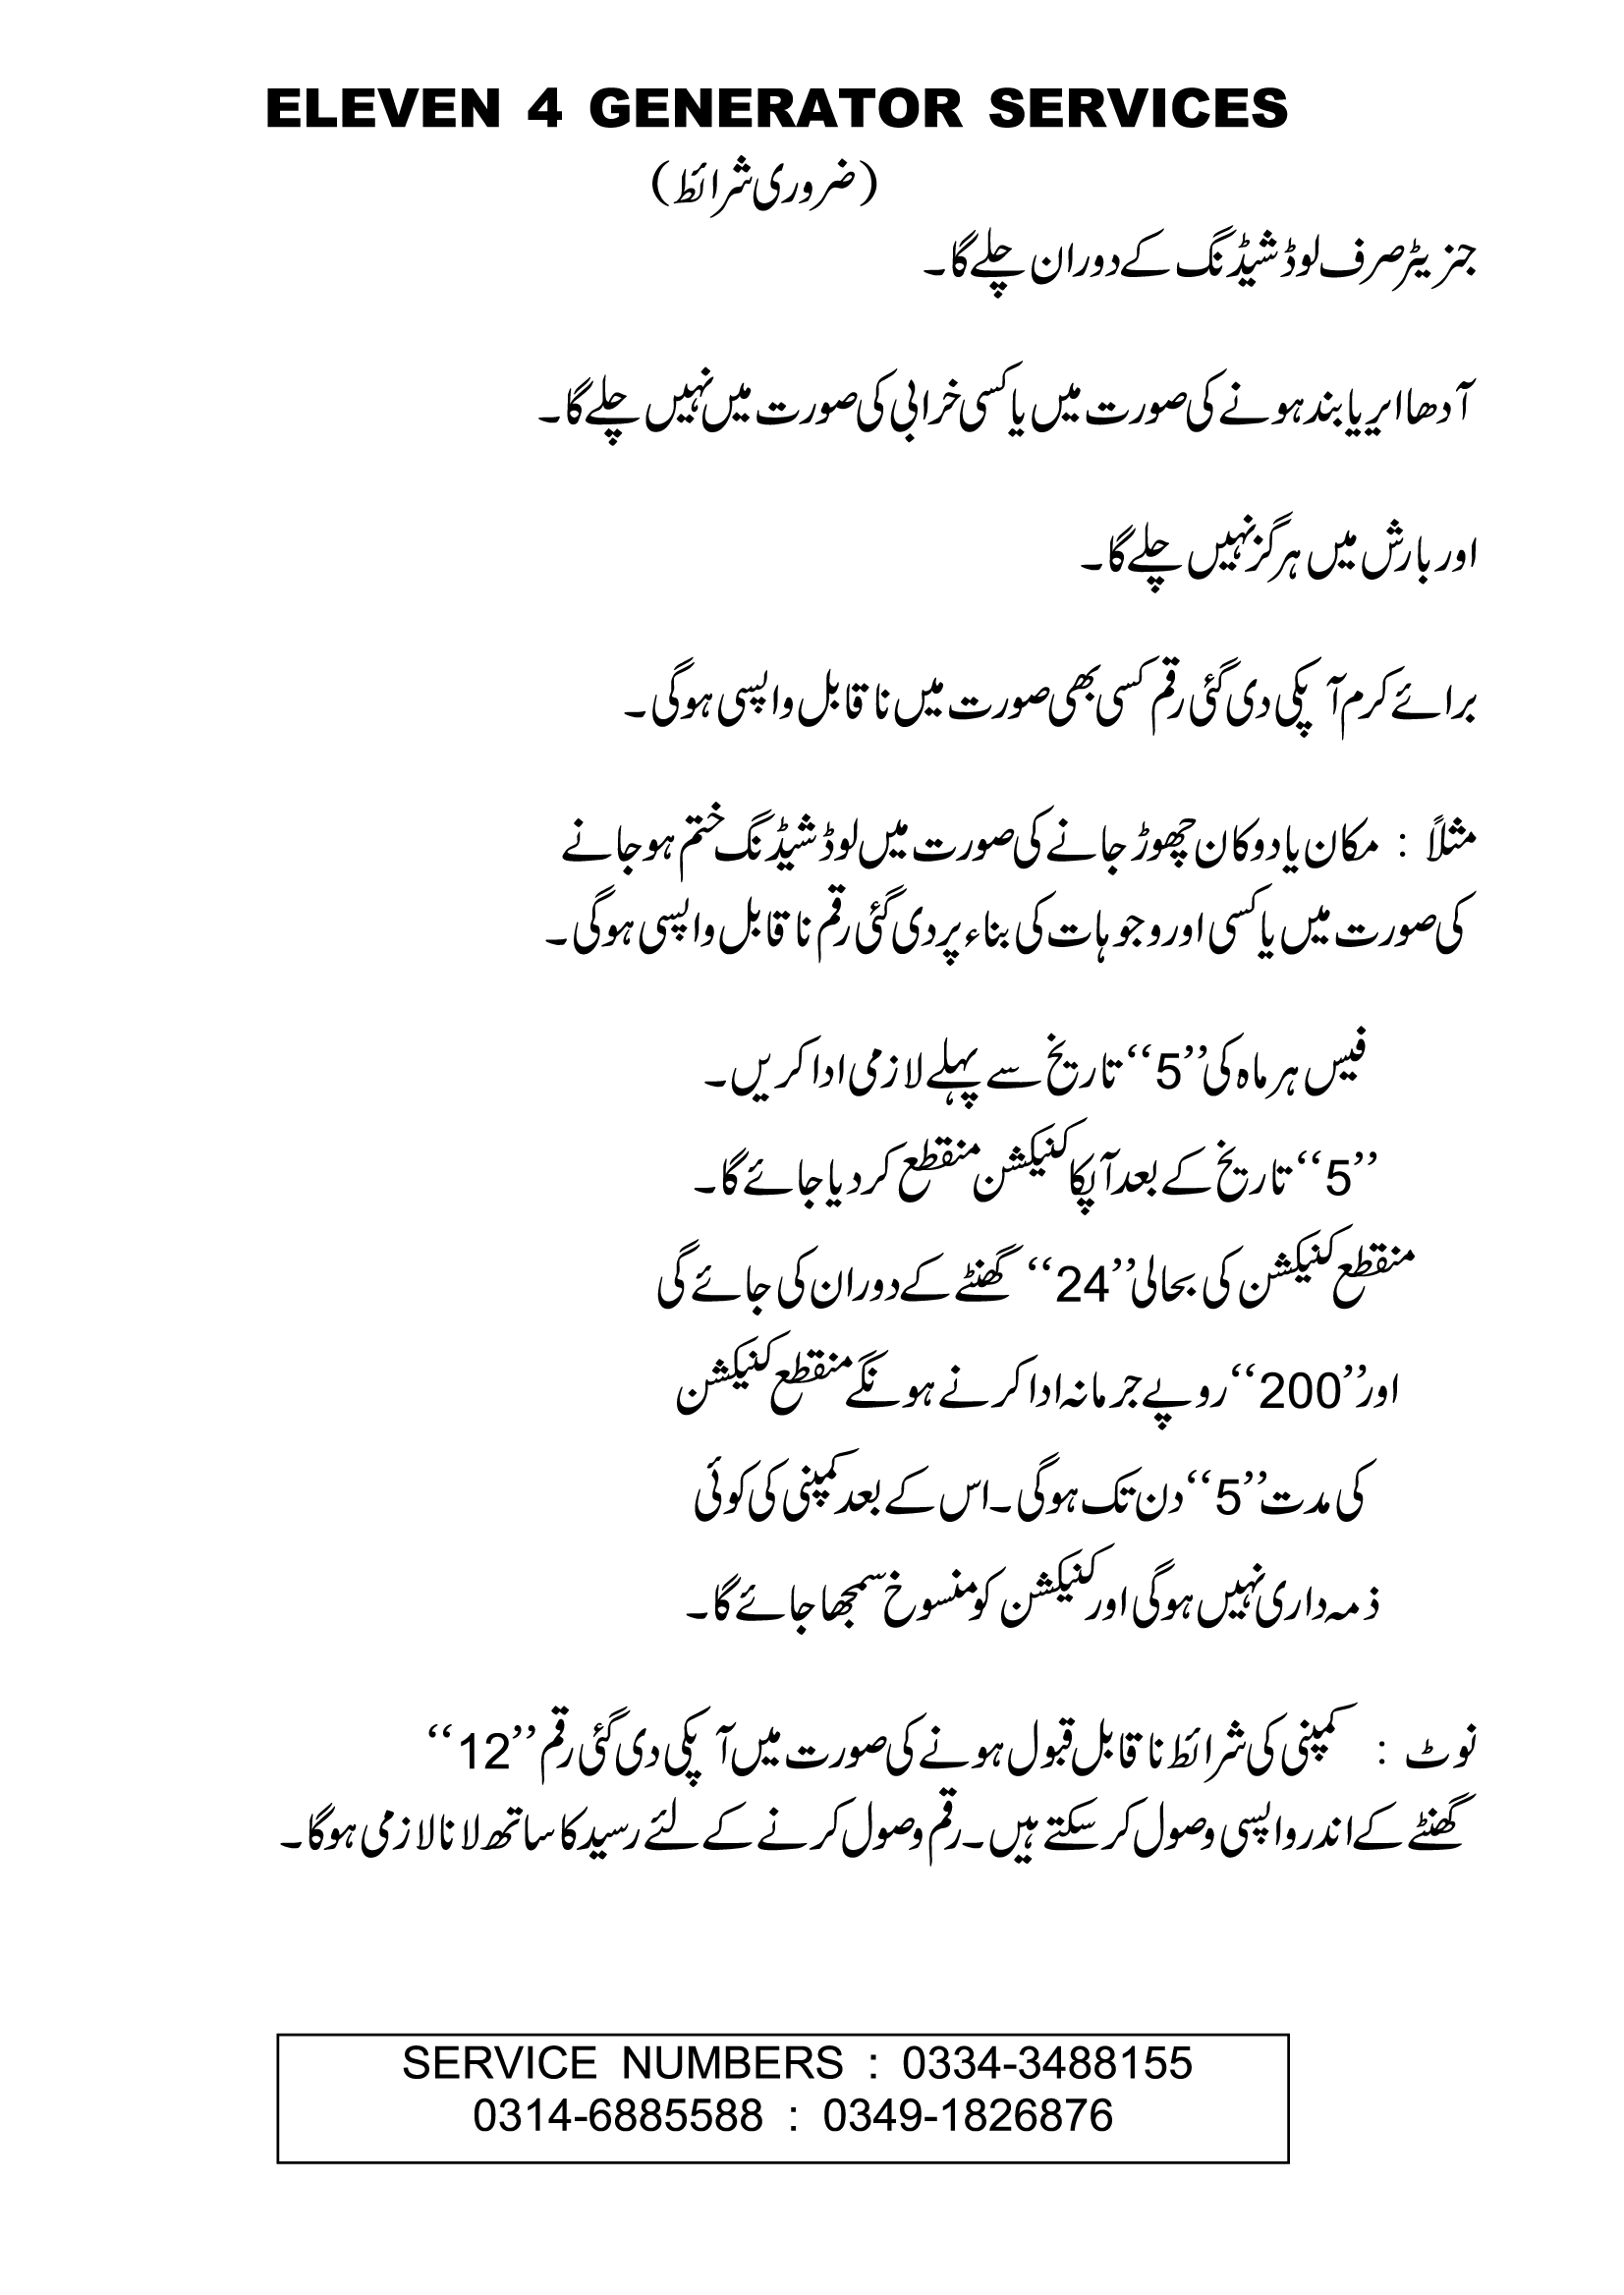 ELEVEN 4 GENERATOR SERVICES
(ضروری شرائط)
جنریٹر صرف لوڈ شیڈنگ کے دوران چلے گا۔
آدھا ایریا بند ہونے کی صورت میں یا کسی خرابی کی صورت میں نہیں چلے گا۔
اور بارش میں ہرگز نہیں چلے گا۔
برائے کرم آپکی دی گئی رقم کسی بھی صورت میں ناقابل واپسی ہوگی۔
مثلاً : مکان یا دوکان چھوڑ جانے کی صورت میں لوڈ شیڈنگ ختم ہو جانے
کی صورت میں یا کسی اور وجوہات کی بناء پر دی گئی رقم ناقابل واپسی ہوگی۔
فیس ہر ماہ کی ’’5‘‘ تاریخ سے پہلے لازمی ادا کریں۔
’’5‘‘ تاریخ کے بعد آپکا کنیکشن منقطع کر دیا جائے گا۔
منقطع کنیکشن کی بحالی ’’24‘‘ گھنٹے کے دوران کی جائے گی
اور ’’200‘‘ روپے جرمانہ ادا کرنے ہونگے منقطع کنیکشن
کی مدت ’’5‘‘ دن تک ہوگی۔ اس کے بعد کمپنی کی کوئی
ذمہ داری نہیں ہوگی اور کنیکشن کو منسوخ سمجھا جائے گا۔
نوٹ : کمپنی کی شرائط ناقابل قبول ہونے کی صورت میں آپکی دی گئی رقم ’’12‘‘
گھنٹے کے اندر واپسی وصول کر سکتے ہیں۔ رقم وصول کرنے کے لئے رسید کا ساتھ لانا لازمی ہوگا۔
SERVICE NUMBERS : 0334-3488155
0314-6885588 : 0349-1826876